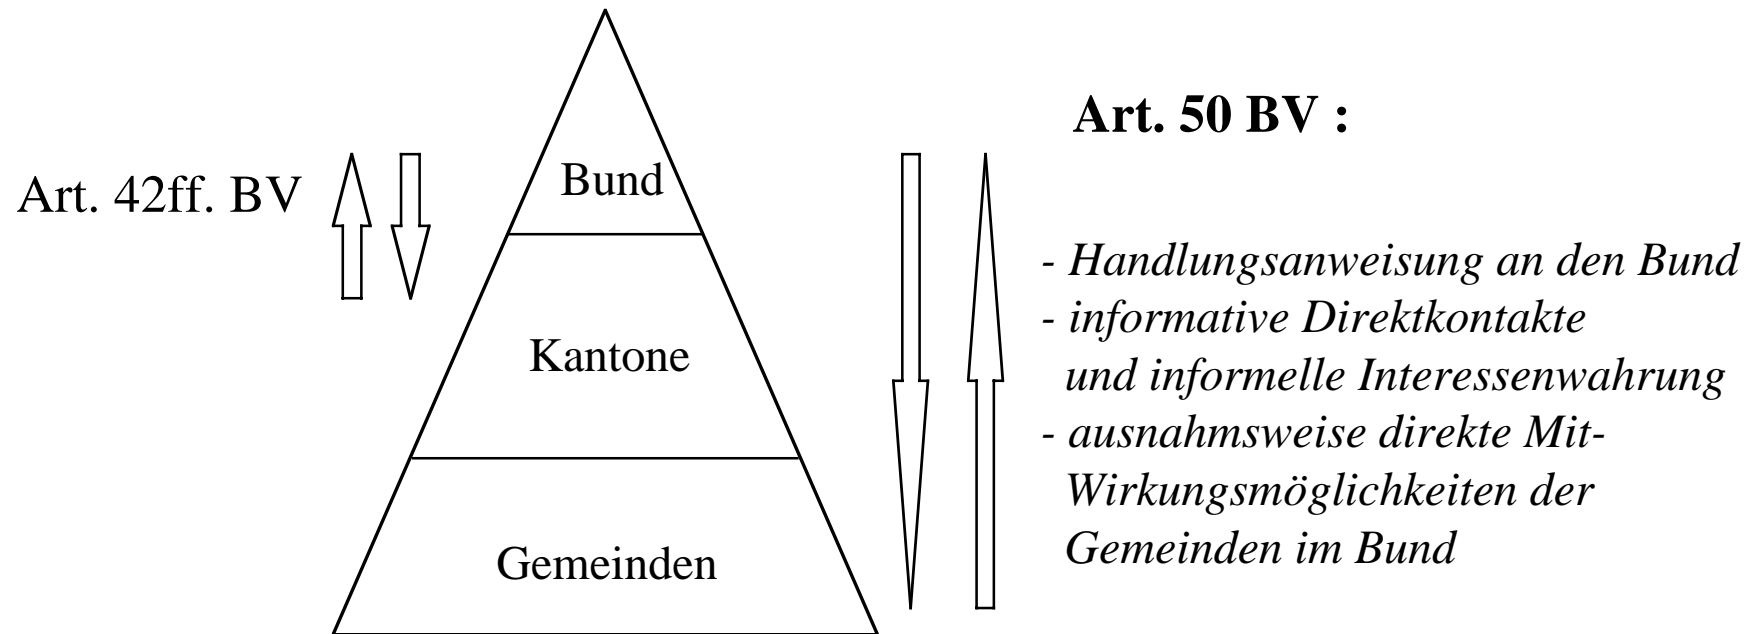 Art. 50 BV :
Art. 42ff. BV
Bund
Kantone
Gemeinden
- Handlungsanweisung an den Bund
- informative Direktkontakte
und informelle Interessenwahrung
- ausnahmsweise direkte Mit-
Wirkungsmöglichkeiten der
Gemeinden im Bund